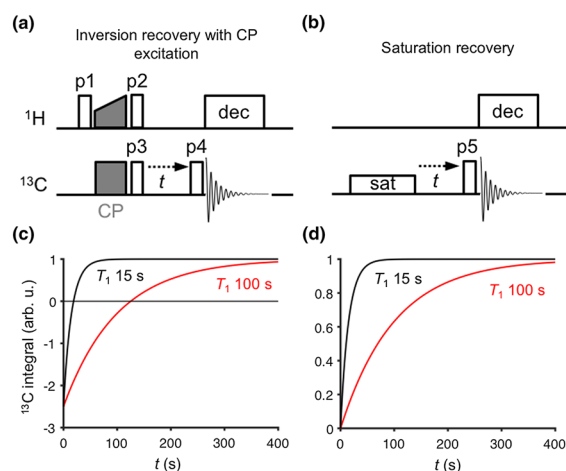 (a)
Inversion recovery with CP
excitation
p1 p2
¹H
dec
p3 p4
t
¹³C
CP
(b)
Saturation recovery
dec
p5
t
¹³C
sat
(c)
¹³C integral (arb. u.)
1
0
-1
-2
-3
T₁ 15 s
T₁ 100 s
0 100 200 300 400
t (s)
(d)
1
0.8
0.6
0.4
0.2
0
T₁ 15 s
T₁ 100 s
0 100 200 300 400
t (s)